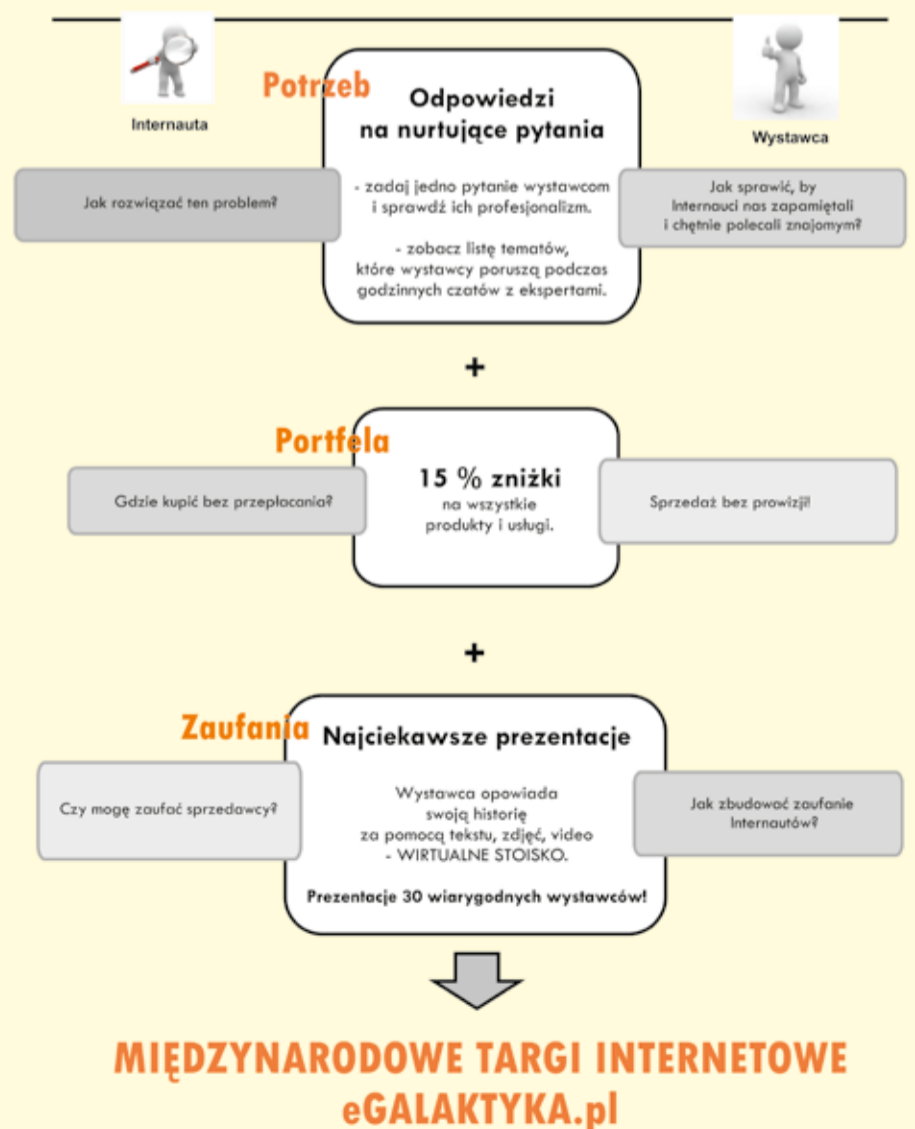 Internauta
Wystawca
Potrzeb
Odpowiedzi
na nurtujące pytania
- zadaj jedno pytanie wystawcom
i sprawdź ich profesjonalizm.
- zobacz listę tematów,
które wystawcy poruszą podczas
godzinnych czatów z ekspertami.
Jak rozwiązać ten problem?
Jak sprawić, by
Internauci nas zapamiętali
i chętnie polecali znajomym?
+
Portfela
Gdzie kupić bez przepłacania?
15 % zniżki
na wszystkie
produkty i usługi.
Sprzedaż bez prowizji!
+
Zaufania
Najciekawsze prezentacje
Czy mogę zaufać sprzedawcy?
Wystawca opowiada
swoją historię
za pomocą tekstu, zdjęć, video
- WIRTUALNE STOISKO.
Prezentacje 30 wiarygodnych wystawców!
Jak zbudować zaufanie
Internautów?
MIĘDZYNARODOWE TARGI INTERNETOWE
eGALAKTYKA.pl